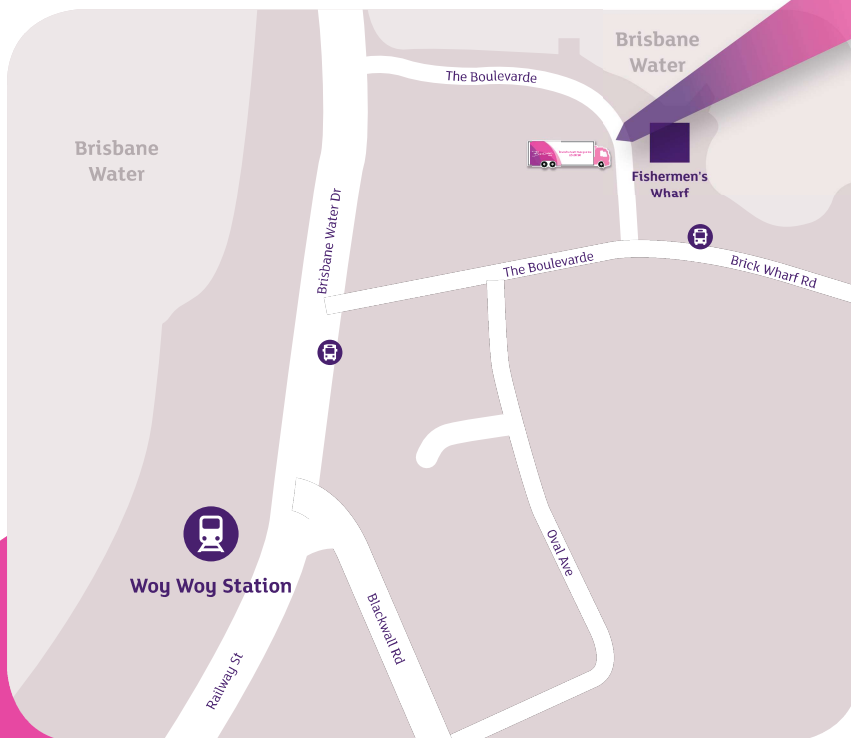 Brisbane
Water
The Boulevarde
Brisbane
Water
Fishermen's
Wharf
Brisbane Water Dr
The Boulevarde
Brick Wharf Rd
Oval Ave
Woy Woy Station
Blackwall Rd
Railway St